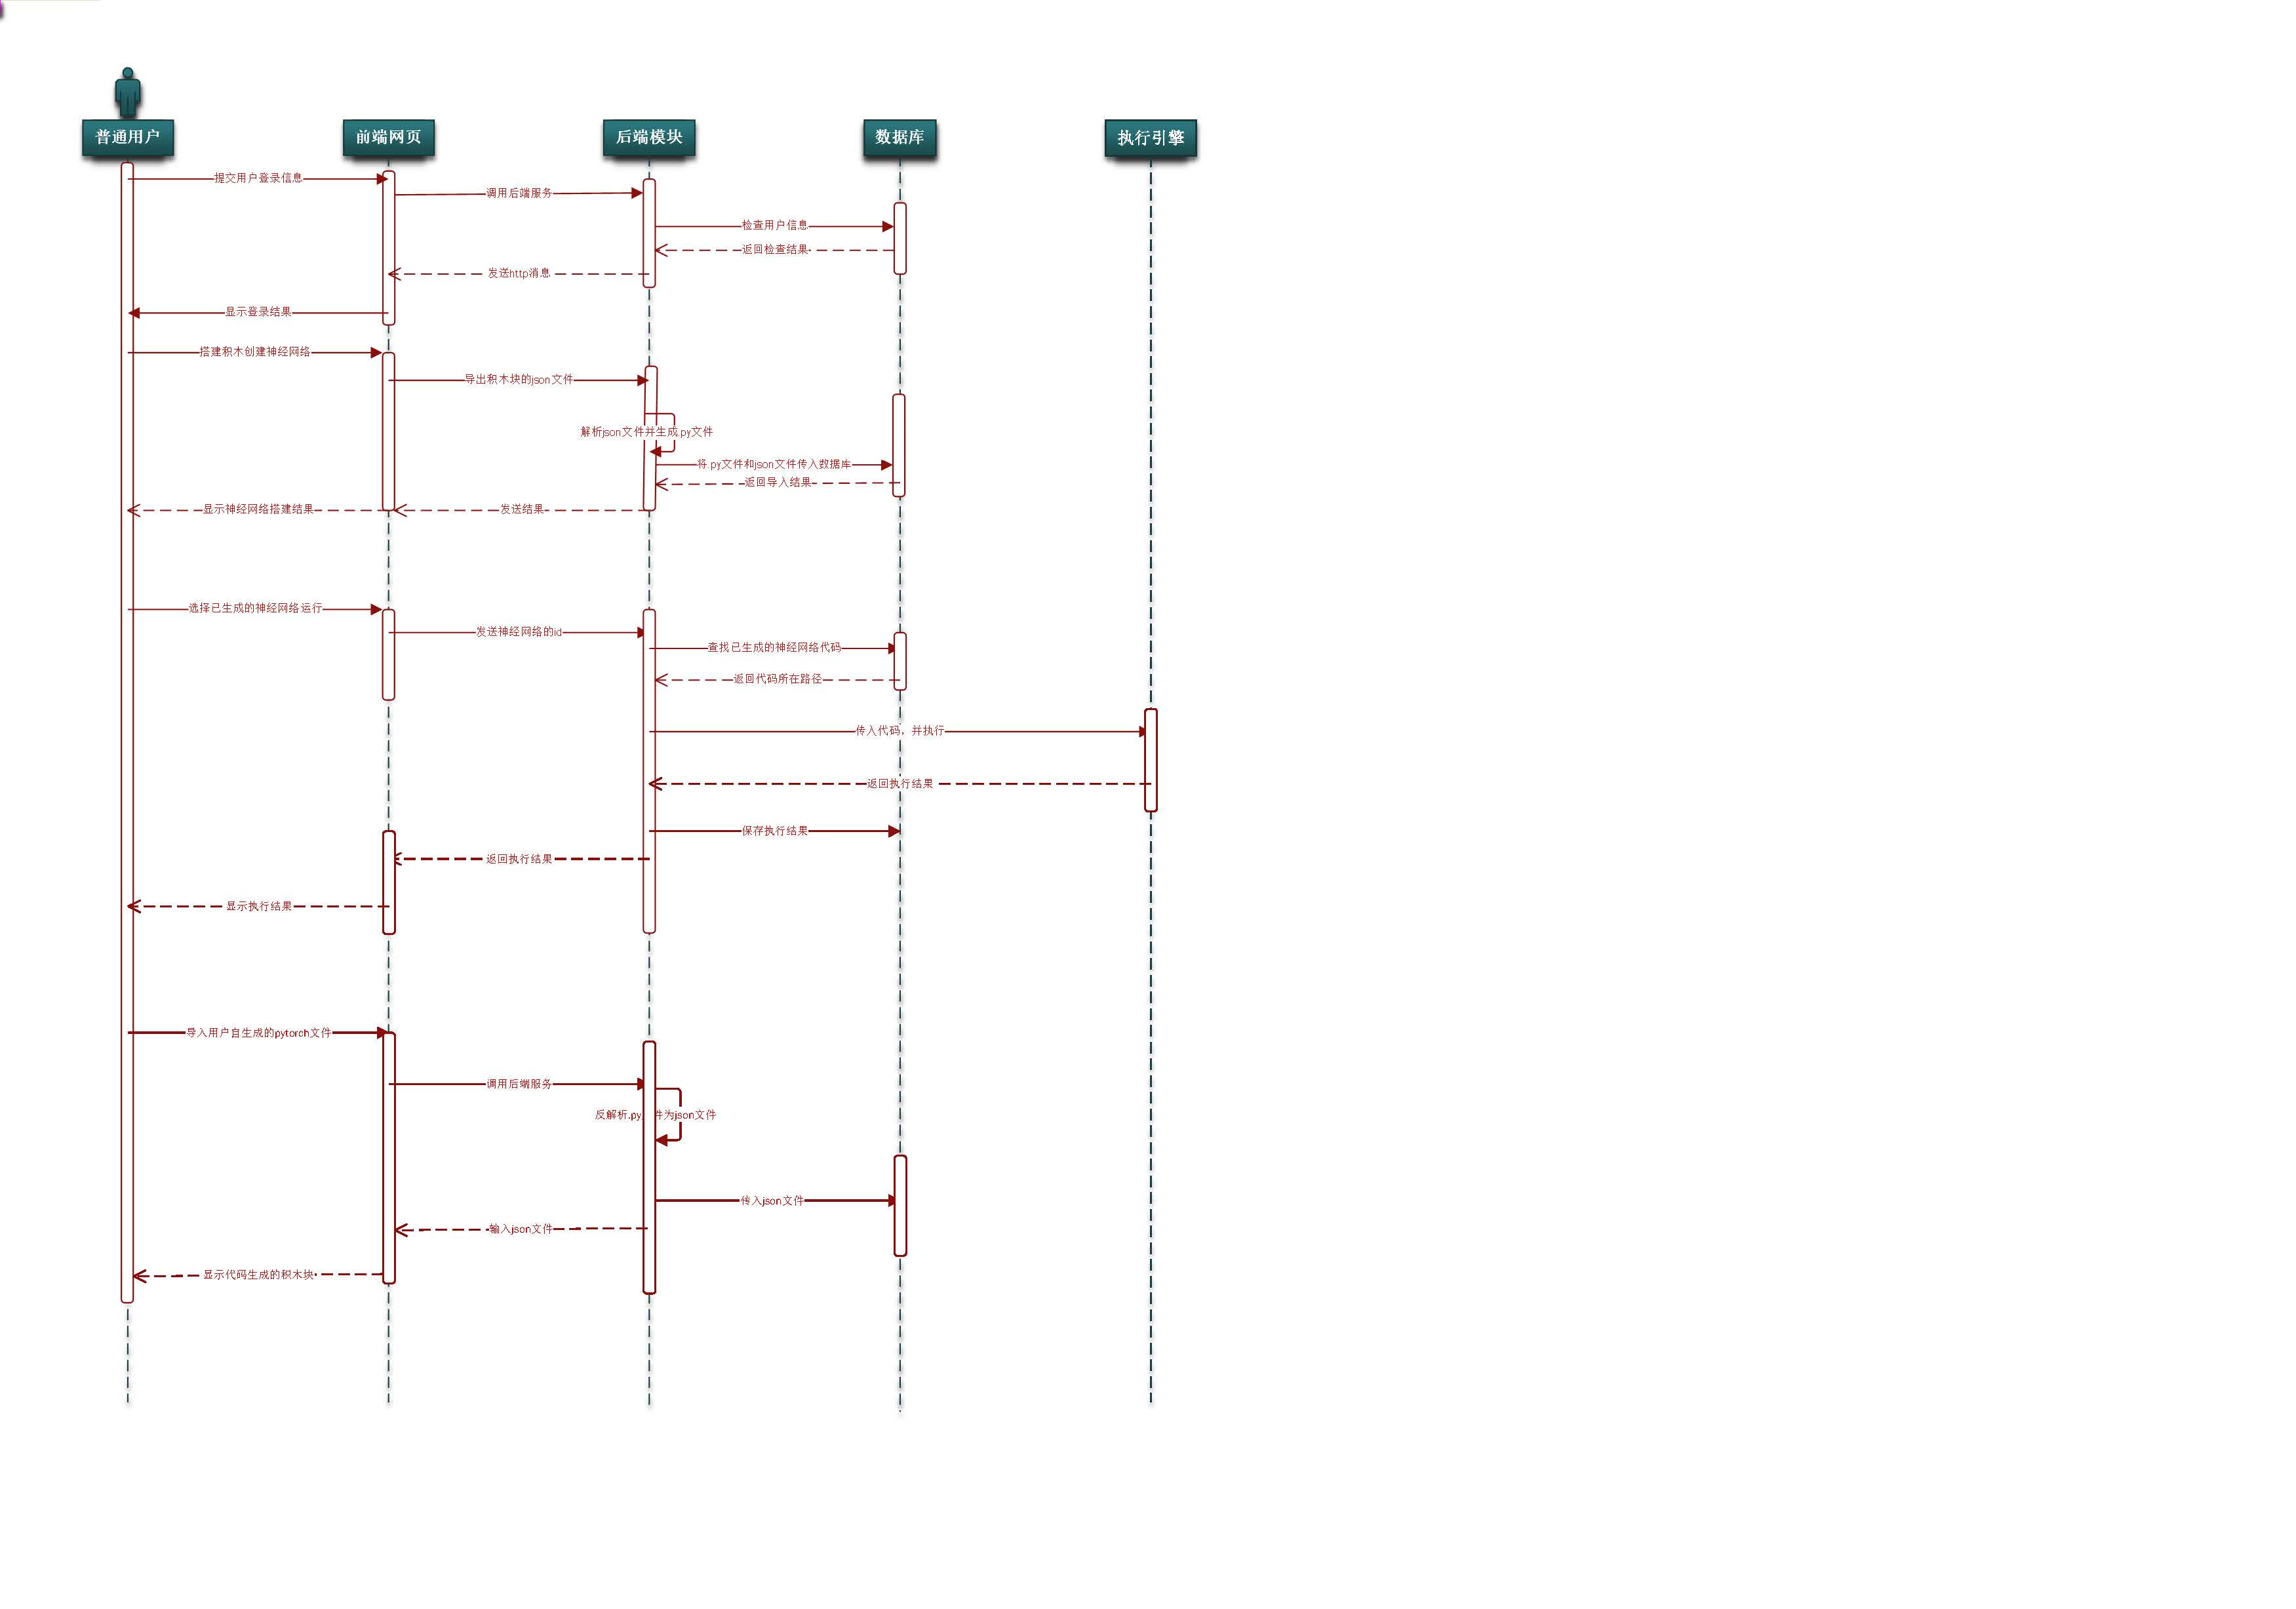 普通用户
前端网页
后端模块
数据库
执行引擎
提交用户登录信息
调用后端服务
检查用户信息
返回检查结果
发送http消息
显示登录结果
搭建积木创建神经网络
导出积木块的json文件
解析json文件并生成.py文件
将.py文件和json文件传入数据库
返回导入结果
显示神经网络搭建结果
发送结果
选择已生成的神经网络运行
发送神经网络的id
查找已生成的神经网络代码
返回代码所在路径
传入代码，并执行
返回执行结果
保存执行结果
返回执行结果
显示执行结果
导入用户自生成的pytorch文件
调用后端服务
反解析.py 件为json文件
传入json文件
输入json文件
显示代码生成的积木块